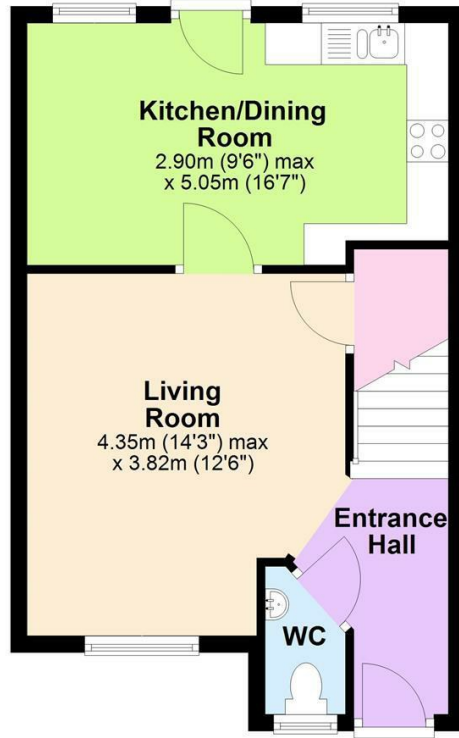 Kitchen/Dining
Room
2.90m (9'6") max
x 5.05m (16'7")
Living
Room
4.35m (14'3") max
x 3.82m (12'6")
Entrance
Hall
WC